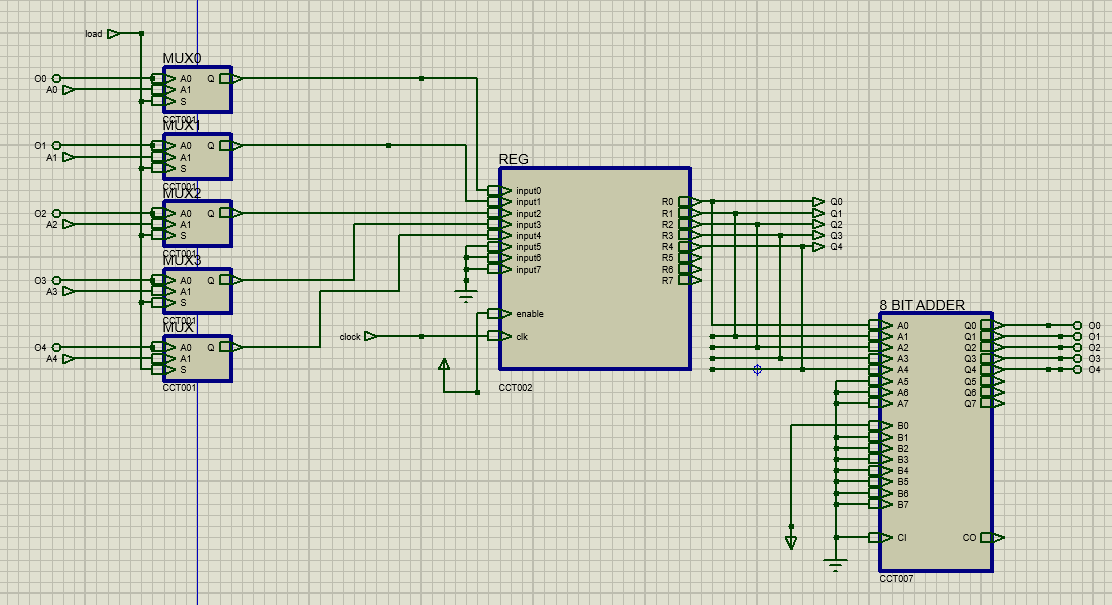 load
MUX0
O0 A0 Q
A0 A1
S
CCT001
MUX1
O1 A0 Q
A1 A1
S
CCT001
MUX2
O2 A0 Q
A2 A1
S
CCT001
MUX3
O3 A0 Q
A3 A1
S
CCT001
MUX
O4 A0 Q
A4 A1
S
CCT001
REG
input0
input1
input2
input3
input4
input5
input6
input7
enable
clock
clk
R0
R1
R2
R3
R4
R5
R6
R7
CCT002
Q0
Q1
Q2
Q3
Q4
8 BIT ADDER
A0 Q0 O0
A1 Q1 O1
A2 Q2 O2
A3 Q3 O3
A4 Q4 O4
A5 Q5
A6 Q6
A7 Q7
B0
B1
B2
B3
B4
B5
B6
B7
CI CO
CCT007